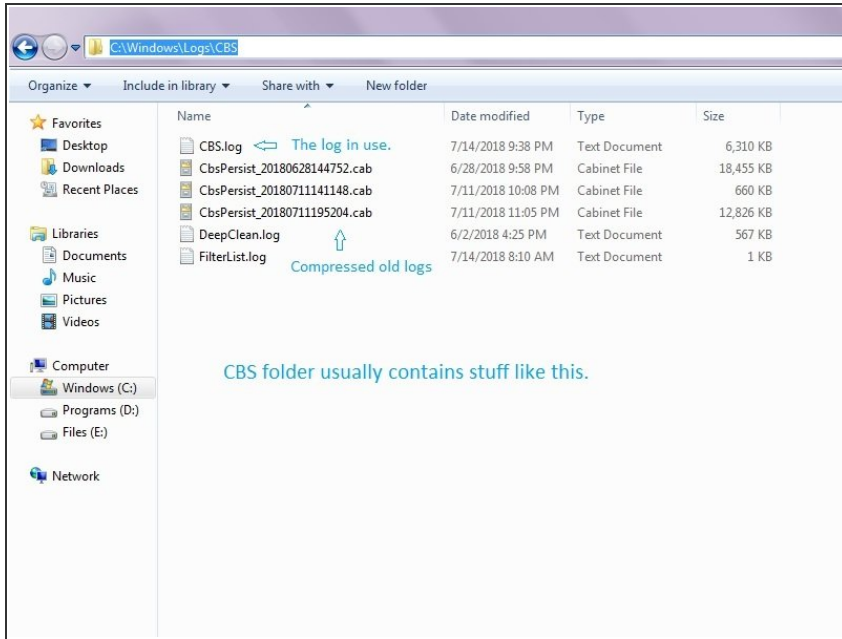 C:\Windows\Logs\CBS
Organize Include in library Share with New folder
Favorites
Desktop
Downloads
Recent Places
Libraries
Documents
Music
Pictures
Videos
Computer
Windows (C:)
Programs (D:)
Files (E:)
Network
Name Date modified Type Size
CBS.log The log in use. 7/14/2018 9:38 PM Text Document 6,310 KB
CbsPersist_20180628144752.cab 6/28/2018 9:58 PM Cabinet File 18,455 KB
CbsPersist_20180711141148.cab 7/11/2018 10:08 PM Cabinet File 660 KB
CbsPersist_20180711195204.cab 7/11/2018 11:05 PM Cabinet File 12,826 KB
DeepClean.log 6/2/2018 4:25 PM Text Document 567 KB
FilterList.log 7/14/2018 8:10 AM Text Document 1 KB
Compressed old logs
CBS folder usually contains stuff like this.